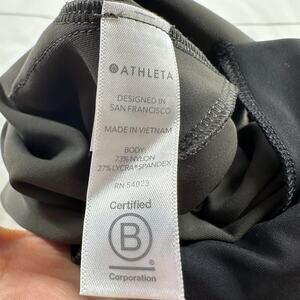 ATHLETA
DESIGNED IN
SAN FRANCISCO
MADE IN VIETNAM
BODY:
73% NYLON
27% LYCRA® SPANDEX
RN 54023
Certified
B
Corporation